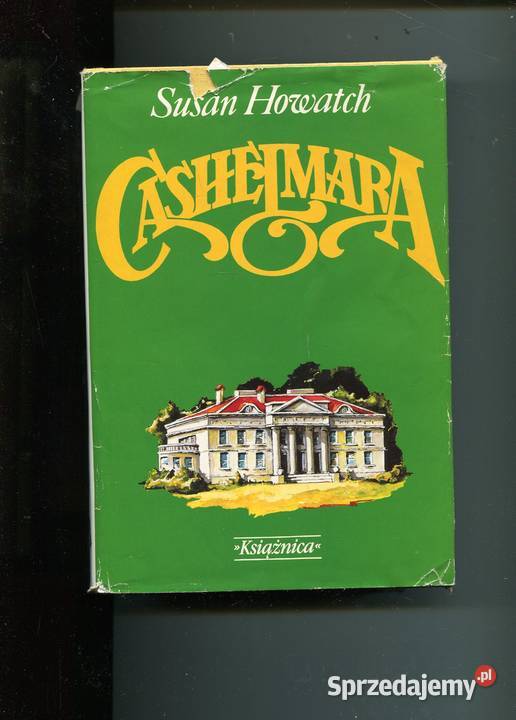 Susan Howatch
CASHELMARA
»Książnica«
Sprzedajemy.pl